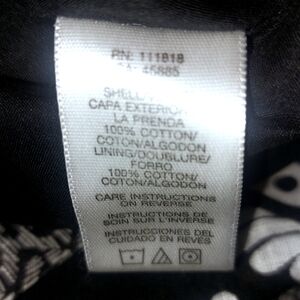 RN: 111818
CA: 45885
SHELL/
CAPA EXTERIOR
LA PRENDA
100% COTTON/
COTON/ALGODON
LINING/DOUBLURE/
FORRO
100% COTTON/
COTON/ALGODON
CARE INSTRUCTIONS
ON REVERSE
INSTRUCTIONS DE
SOIN SUR L'INVERSE
INSTRUCCIONES DEL
CUIDADO EN REVES